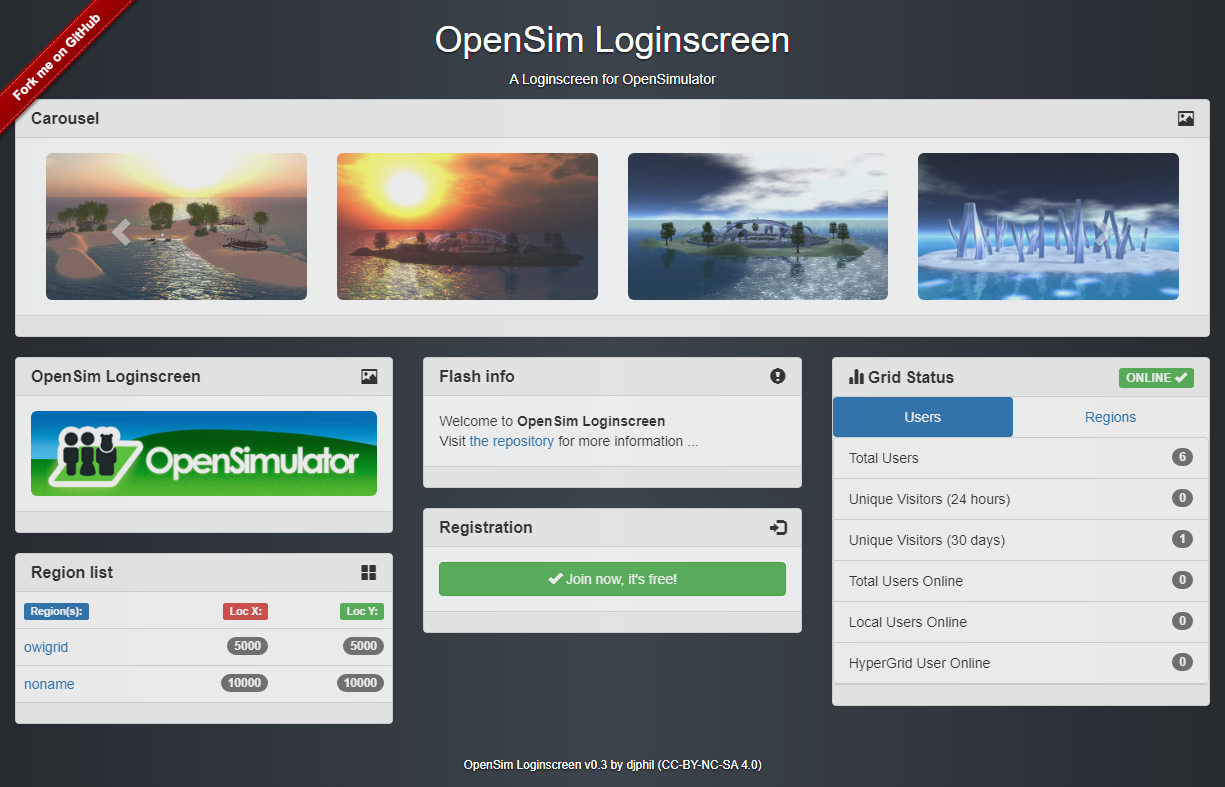 Fork me on GitHub
OpenSim Loginscreen
A Loginscreen for OpenSimulator
Carousel
OpenSim Loginscreen
OpenSimulator
Region list
Region(s): Loc X: Loc Y:
owigrid 5000 5000
noname 10000 10000
Flash info
Welcome to OpenSim Loginscreen
Visit the repository for more information ...
Registration
Join now, it's free!
Grid Status ONLINE
Users Regions
Total Users 6
Unique Visitors (24 hours) 0
Unique Visitors (30 days) 1
Total Users Online 0
Local Users Online 0
HyperGrid User Online 0
OpenSim Loginscreen v0.3 by djphil (CC-BY-NC-SA 4.0)